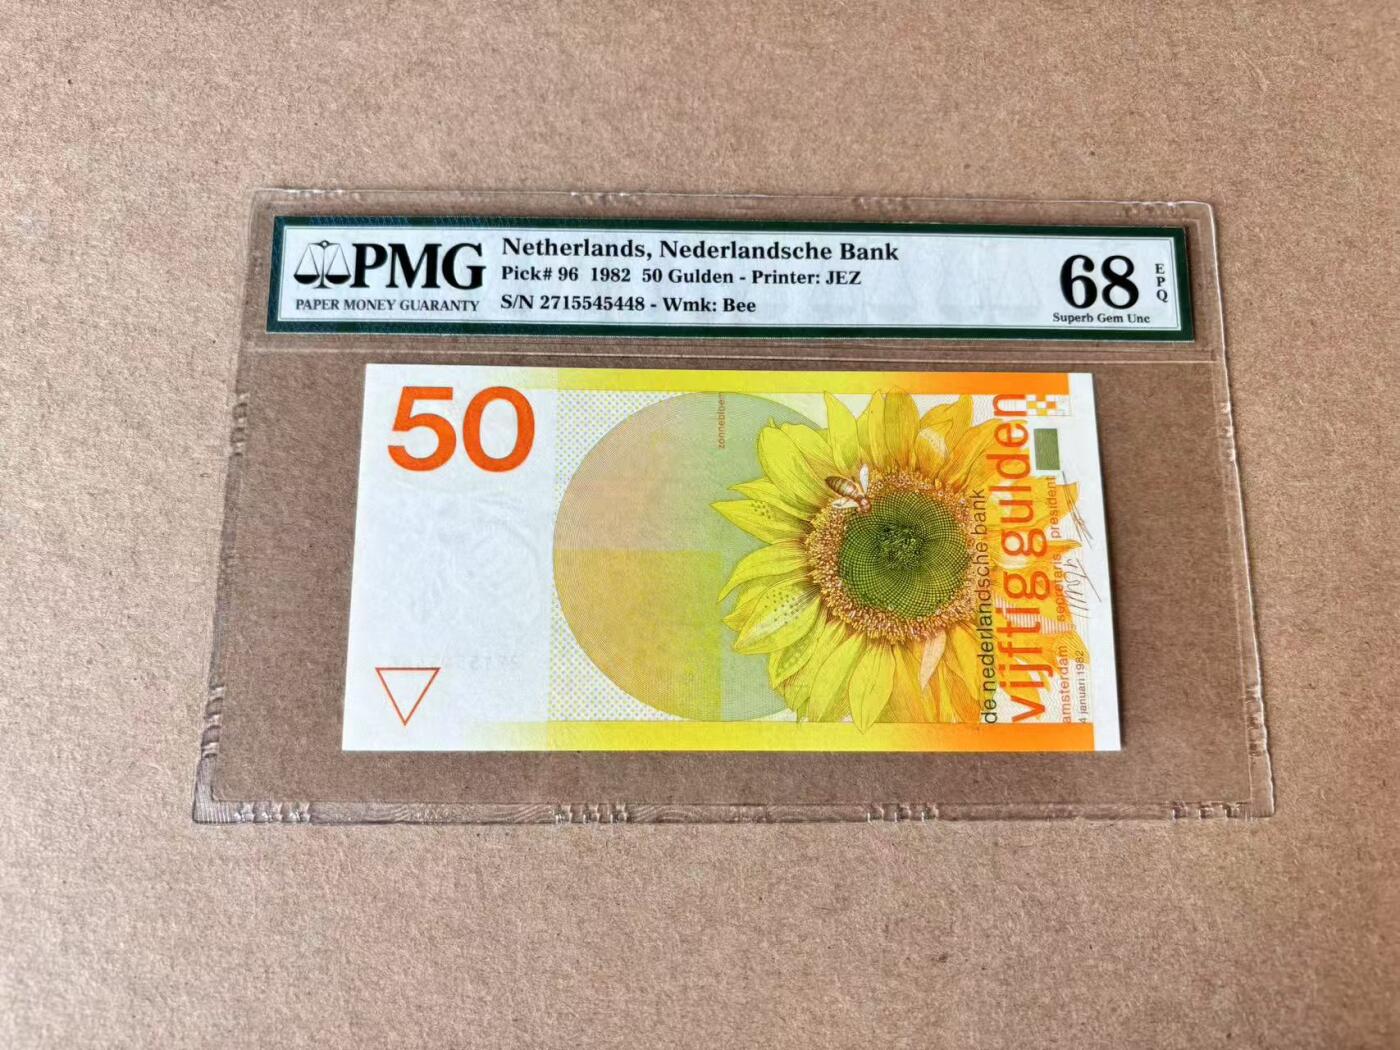 PMG
PAPER MONEY GUARANTY
Netherlands, Nederlandsche Bank
Pick# 96 1982 50 Gulden - Printer: JEZ
S/N 2715545448 - Wmk: Bee
68
EPQ
Superb Gem Unc
50
zonnebloem
de nederlandsche bank
vijftig gulden
amsterdam secretaris president
4 januari 1982